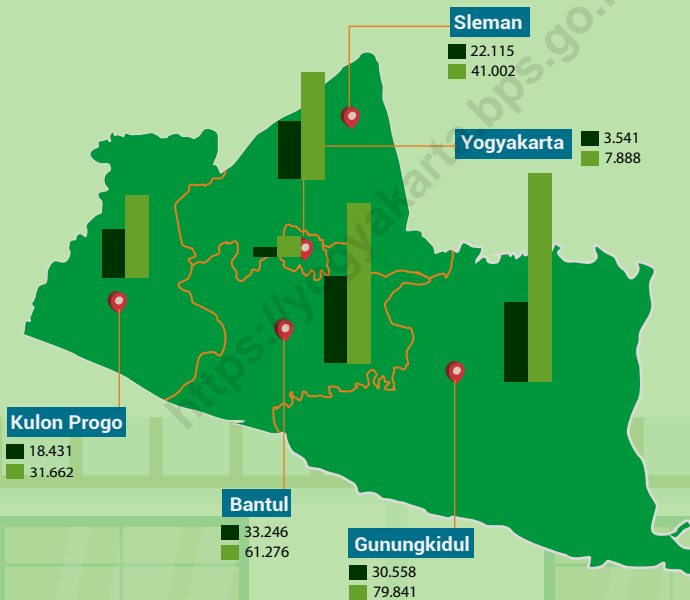 Sleman
22.115
41.002
Yogyakarta
3.541
7.888
Kulon Progo
18.431
31.662
Bantul
33.246
61.276
Gunungkidul
30.558
79.841
https://yogyakarta.bps.go.i